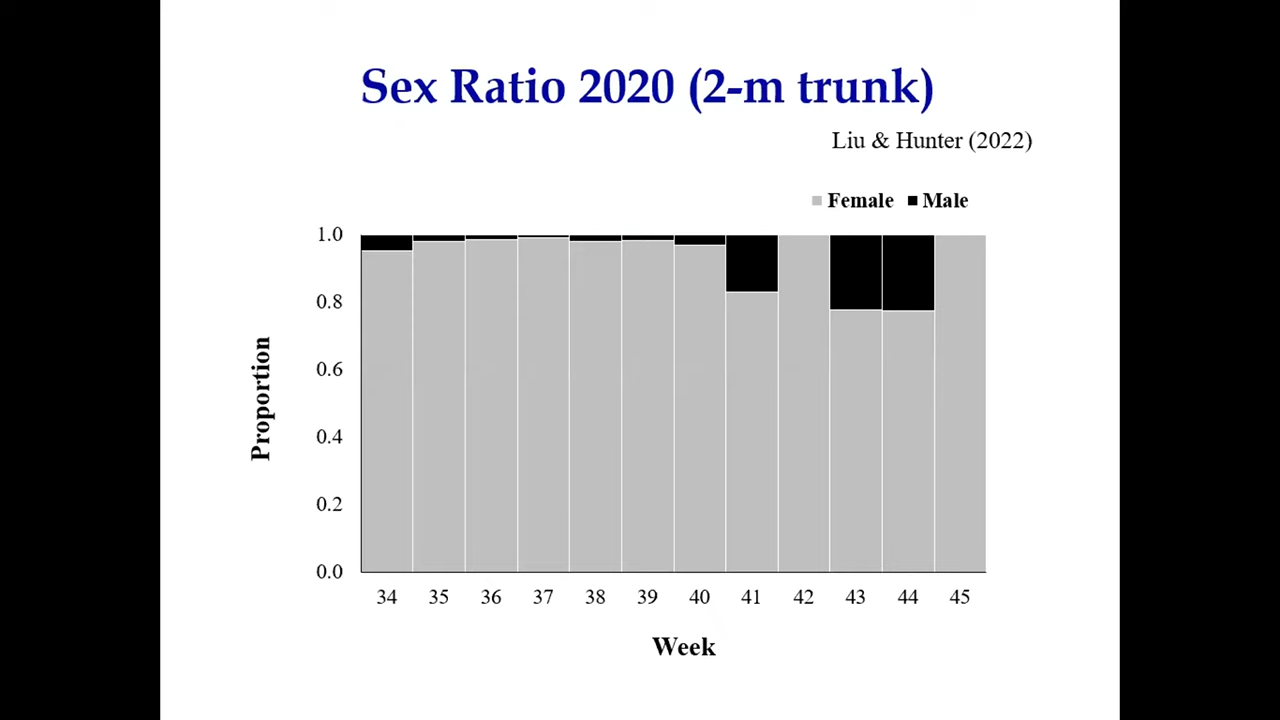 Sex Ratio 2020 (2-m trunk)
Liu & Hunter (2022)
Female Male
1.0
0.8
0.6
0.4
0.2
0.0
Proportion
34 35 36 37 38 39 40 41 42 43 44 45
Week